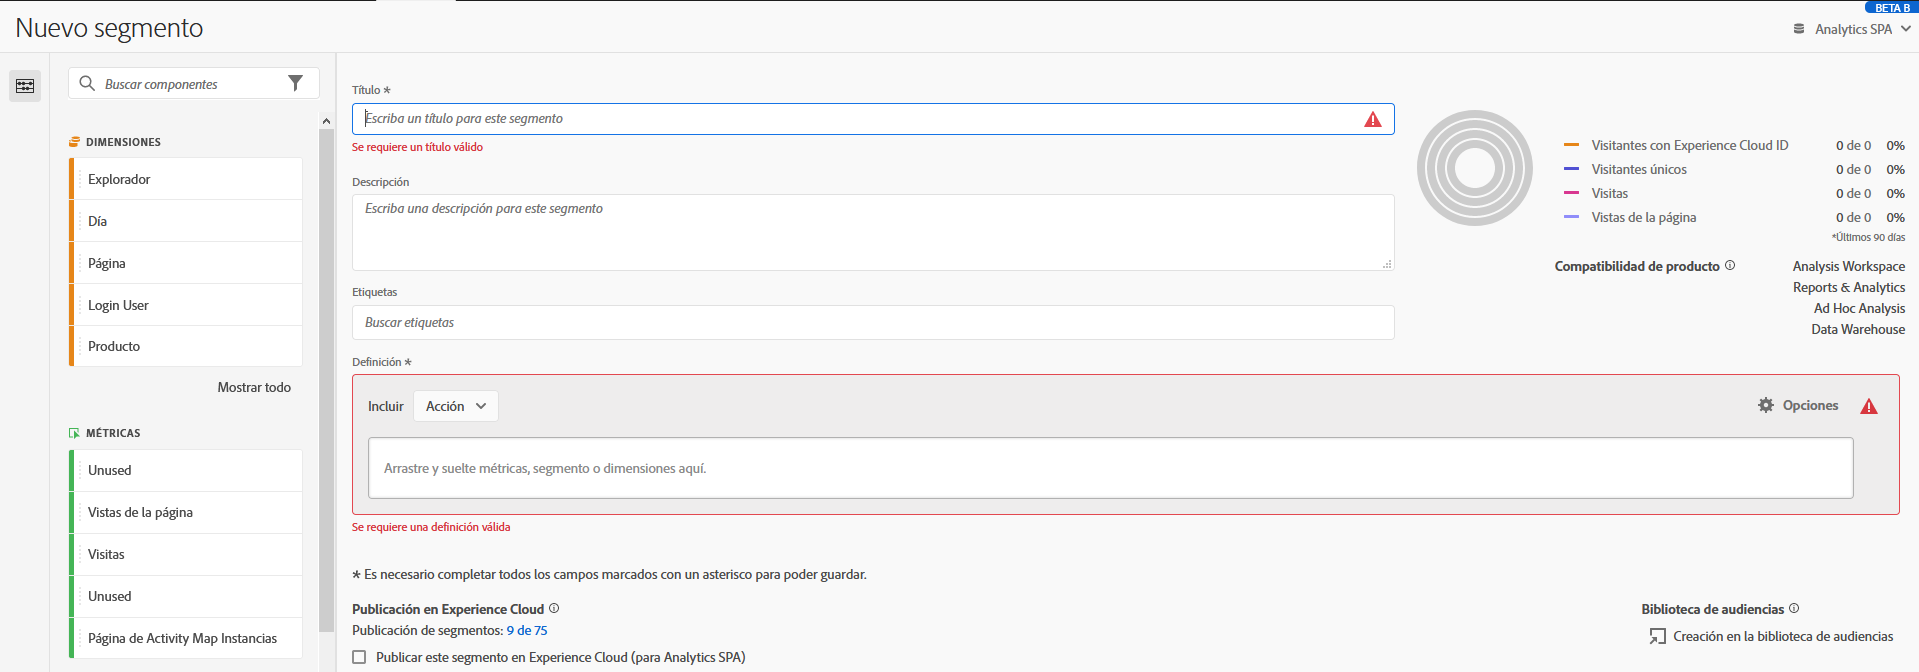 BETA B
Nuevo segmento
Analytics SPA
Buscar componentes
DIMENSIONES
Explorador
Día
Página
Login User
Producto
Mostrar todo
MÉTRICAS
Unused
Vistas de la página
Visitas
Unused
Página de Activity Map Instancias
Título *
Escriba un título para este segmento
Se requiere un título válido
Descripción
Escriba una descripción para este segmento
Etiquetas
Buscar etiquetas
Visitantes con Experience Cloud ID 0 de 0 0%
Visitantes únicos 0 de 0 0%
Visitas 0 de 0 0%
Vistas de la página 0 de 0 0%
*Últimos 90 días
Compatibilidad de producto Analysis Workspace
Reports & Analytics
Ad Hoc Analysis
Data Warehouse
Definición *
Incluir Acción Opciones
Arrastre y suelte métricas, segmento o dimensiones aquí.
Se requiere una definición válida
* Es necesario completar todos los campos marcados con un asterisco para poder guardar.
Publicación en Experience Cloud
Publicación de segmentos: 9 de 75
Publicar este segmento en Experience Cloud (para Analytics SPA)
Biblioteca de audiencias
Creación en la biblioteca de audiencias